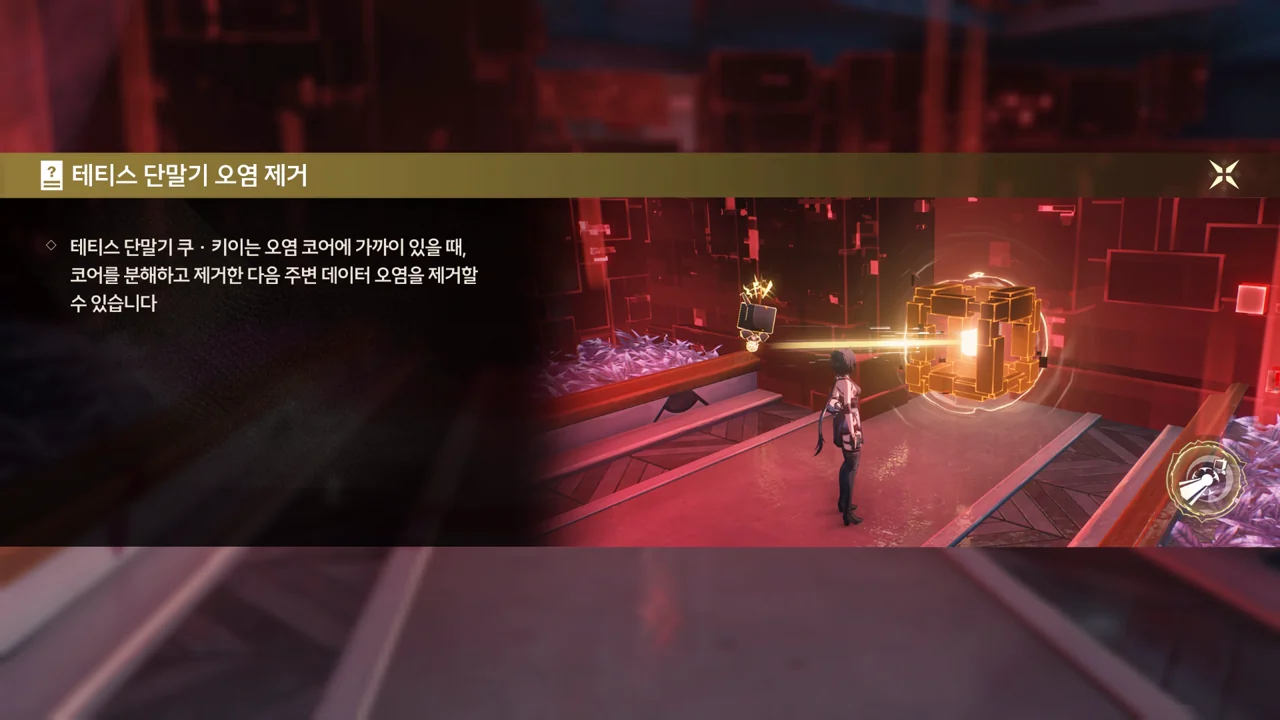 테티스 단말기 오염 제거
테티스 단말기 쿠 · 키이는 오염 코어에 가까이 있을 때,
코어를 분해하고 제거한 다음 주변 데이터 오염을 제거할
수 있습니다